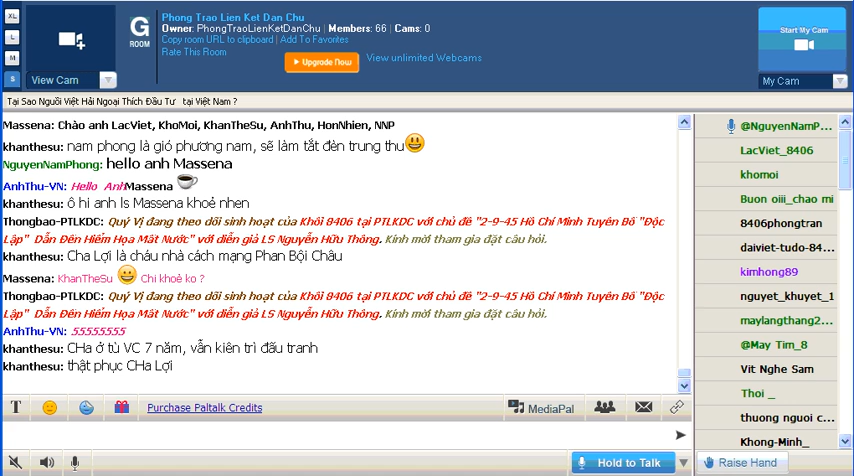 XL
L
M
S
View Cam
G
ROOM
Phong Trao Lien Ket Dan Chu
Owner: PhongTraoLienKetDanChu | Members: 66 | Cams: 0
Copy room URL to clipboard | Add To Favorites
Rate This Room
Upgrade Now
View unlimited Webcams
Start My Cam
My Cam
Tại Sao Nguồi Việt Hải Ngoại Thích Đầu Tư tại Việt Nam ?
Massena: Chào anh LacViet, KhoMoi, KhanTheSu, AnhThu, HonNhien, NNP
khanthesu: nam phong là gió phương nam, sẽ làm tắt đèn trung thu
NguyenNamPhong: hello anh Massena
AnhThu-VN: Hello AnhMassena
khanthesu: ô hi anh ls Massena khoẻ nhen
Thongbao-PTLKDC: Quý Vị đang theo dõi sinh hoạt của Khối 8406 tại PTLKDC với chủ đề "2-9-45 Hồ Chí Minh Tuyên Bố "Độc
Lập" Dẫn Đến Hiểm Họa Mất Nước" với diễn giả LS Nguyễn Hữu Thống. Kính mời tham gia đặt câu hỏi.
khanthesu: Cha Lợi là cháu nhà cách mạng Phan Bội Châu
Massena: KhanTheSu Chi khoẻ ko ?
Thongbao-PTLKDC: Quý Vị đang theo dõi sinh hoạt của Khối 8406 tại PTLKDC với chủ đề "2-9-45 Hồ Chí Minh Tuyên Bố "Độc
Lập" Dẫn Đến Hiểm Họa Mất Nước" với diễn giả LS Nguyễn Hữu Thống. Kính mời tham gia đặt câu hỏi.
AnhThu-VN: 55555555
khanthesu: CHa ở tù VC 7 năm, vẫn kiên trì đấu tranh
khanthesu: thật phục CHa Lợi
@NguyenNamP...
LacViet_8406
khomoi
Buon oiii_chao mi
8406phongtran
daiviet-tudo-84...
kimhong89
nguyet_khuyet_1
maylangthang2...
@May Tim_8
Vit Nghe Sam
Thoi _
thuong nguoi c...
Khong-Minh_
T
Purchase Paltalk Credits
MediaPal
Hold to Talk
Raise Hand